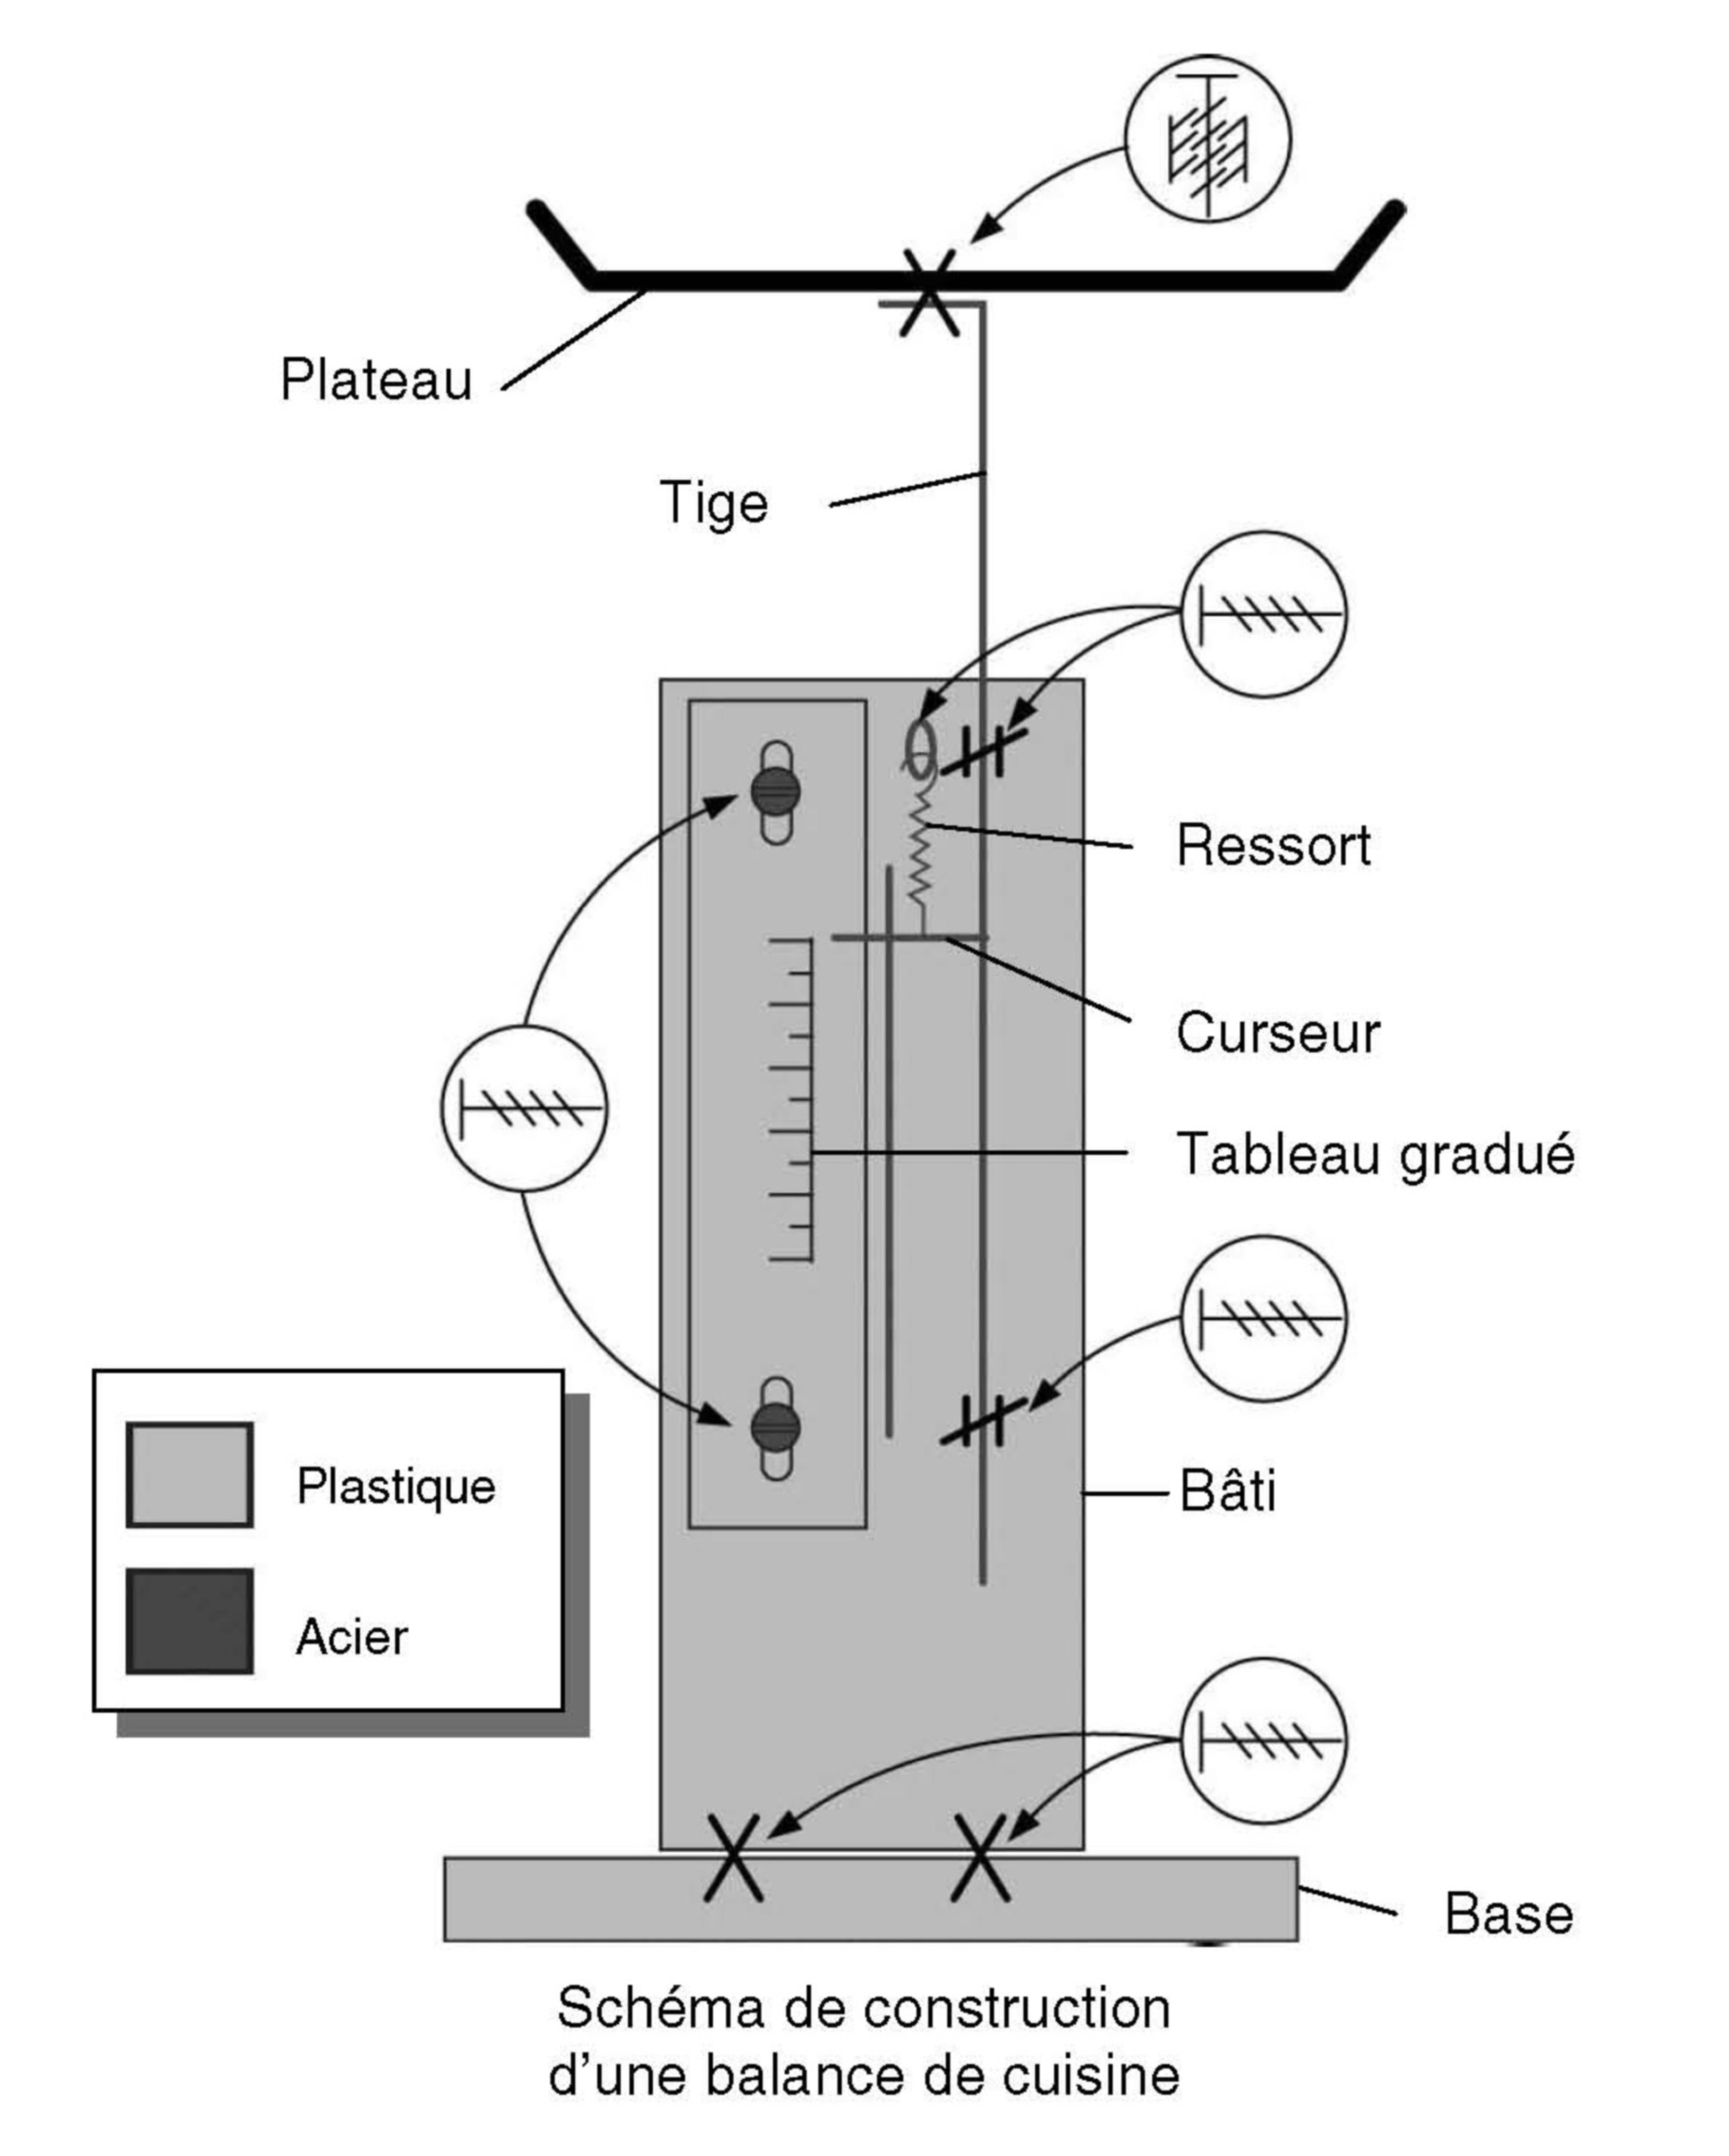 Plateau
Tige
Ressort
Curseur
Tableau gradué
Plastique
Bâti
Acier
Base
Schéma de construction
d'une balance de cuisine